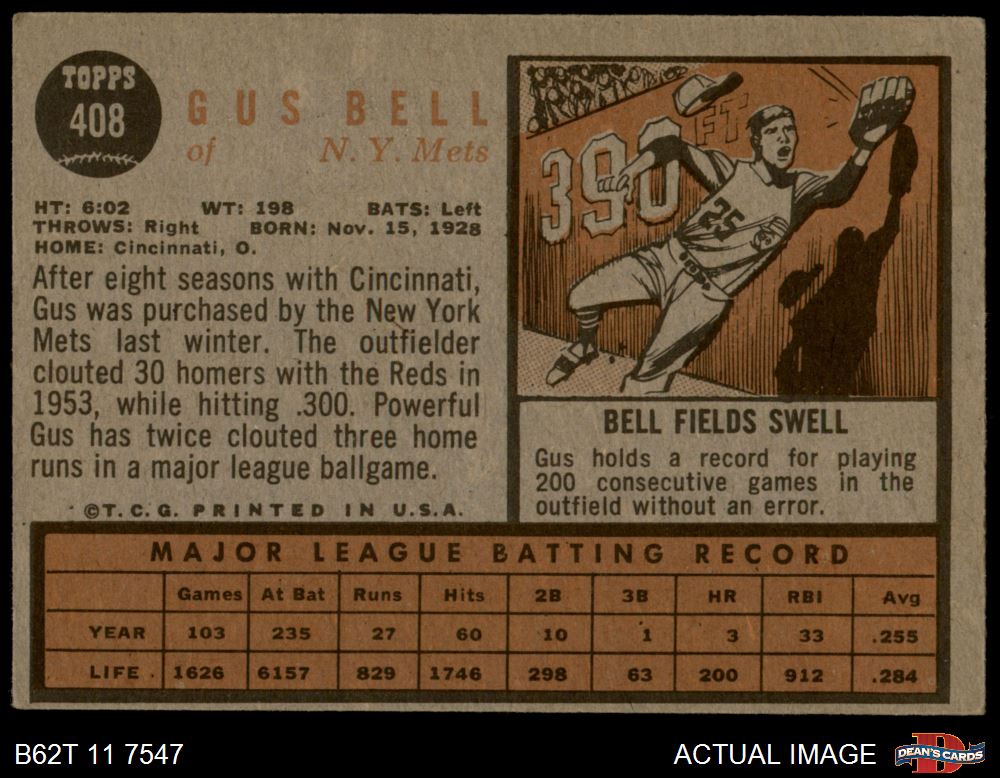 TOPPS
408
GUS BELL
of N. Y. Mets
HT: 6:02 WT: 198 BATS: Left
THROWS: Right BORN: Nov. 15, 1928
HOME: Cincinnati, O.
After eight seasons with Cincinnati,
Gus was purchased by the New York
Mets last winter. The outfielder
clouted 30 homers with the Reds in
1953, while hitting .300. Powerful
Gus has twice clouted three home
runs in a major league ballgame.
©T.C.G. PRINTED IN U.S.A.
390 FT
25
BELL FIELDS SWELL
Gus holds a record for playing
200 consecutive games in the
outfield without an error.
MAJOR LEAGUE BATTING RECORD
Games At Bat Runs Hits 2B 3B HR RBI Avg
YEAR 103 235 27 60 10 1 3 33 .255
LIFE . 1626 6157 829 1746 298 63 200 912 .284
B62T 11 7547 ACTUAL IMAGE DEAN'S CARDS